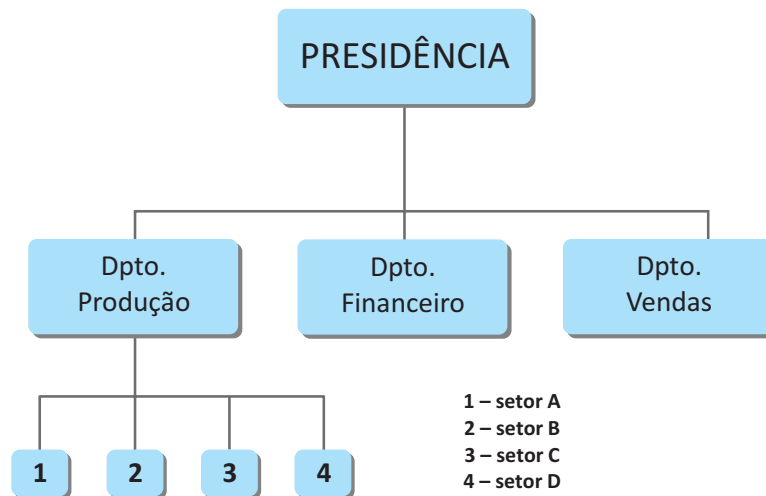 PRESIDÊNCIA
Dpto.
Produção
Dpto.
Financeiro
Dpto.
Vendas
1 – setor A
2 – setor B
3 – setor C
4 – setor D
1
2
3
4